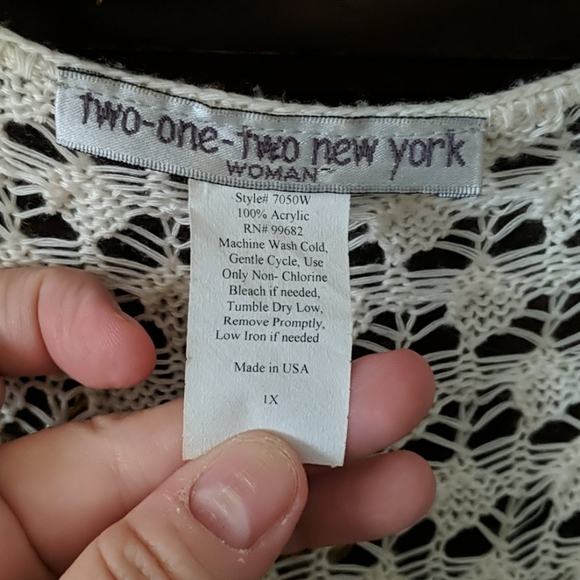 two-one-two new york
WOMAN™
Style# 7050W
100% Acrylic
RN# 99682
Machine Wash Cold,
Gentle Cycle, Use
Only Non- Chlorine
Bleach if needed,
Tumble Dry Low,
Remove Promptly,
Low Iron if needed
Made in USA
1X